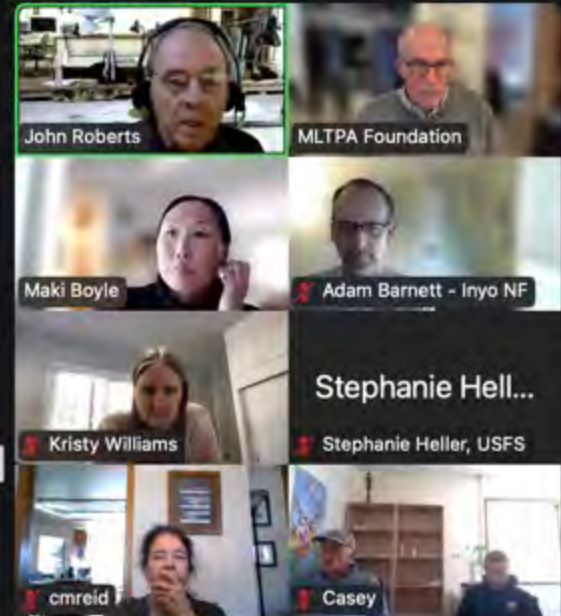 John Roberts
MLTPA Foundation
Maki Boyle
Adam Barnett - Inyo NF
Stephanie Hell...
Kristy Williams
Stephanie Heller, USFS
cmreid
Casey